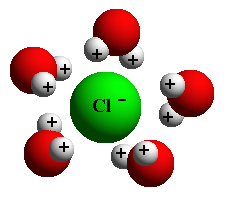 + +
+ + +
+ Cl⁻ +
+ + + +